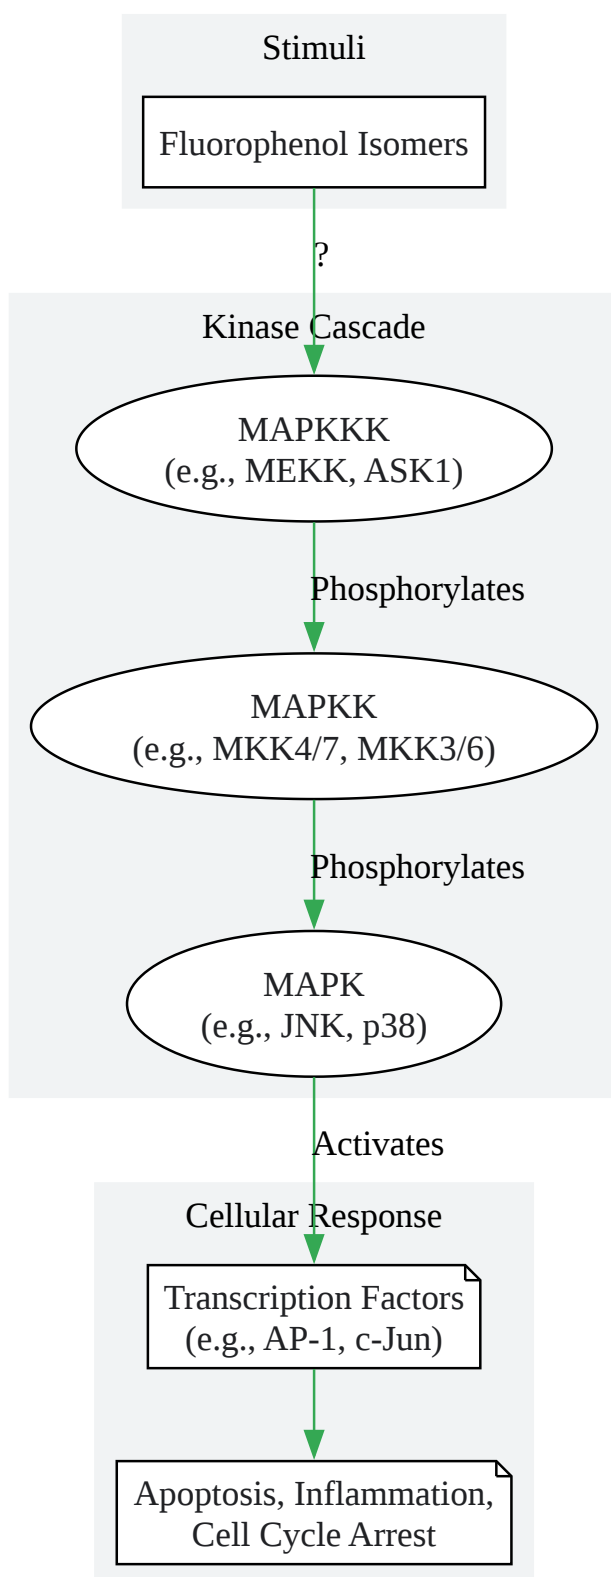 Stimuli
Fluorophenol Isomers
?
Kinase Cascade
MAPKKK
(e.g., MEKK, ASK1)
Phosphorylates
MAPKK
(e.g., MKK4/7, MKK3/6)
Phosphorylates
MAPK
(e.g., JNK, p38)
Activates
Cellular Response
Transcription Factors
(e.g., AP-1, c-Jun)
Apoptosis, Inflammation,
Cell Cycle Arrest